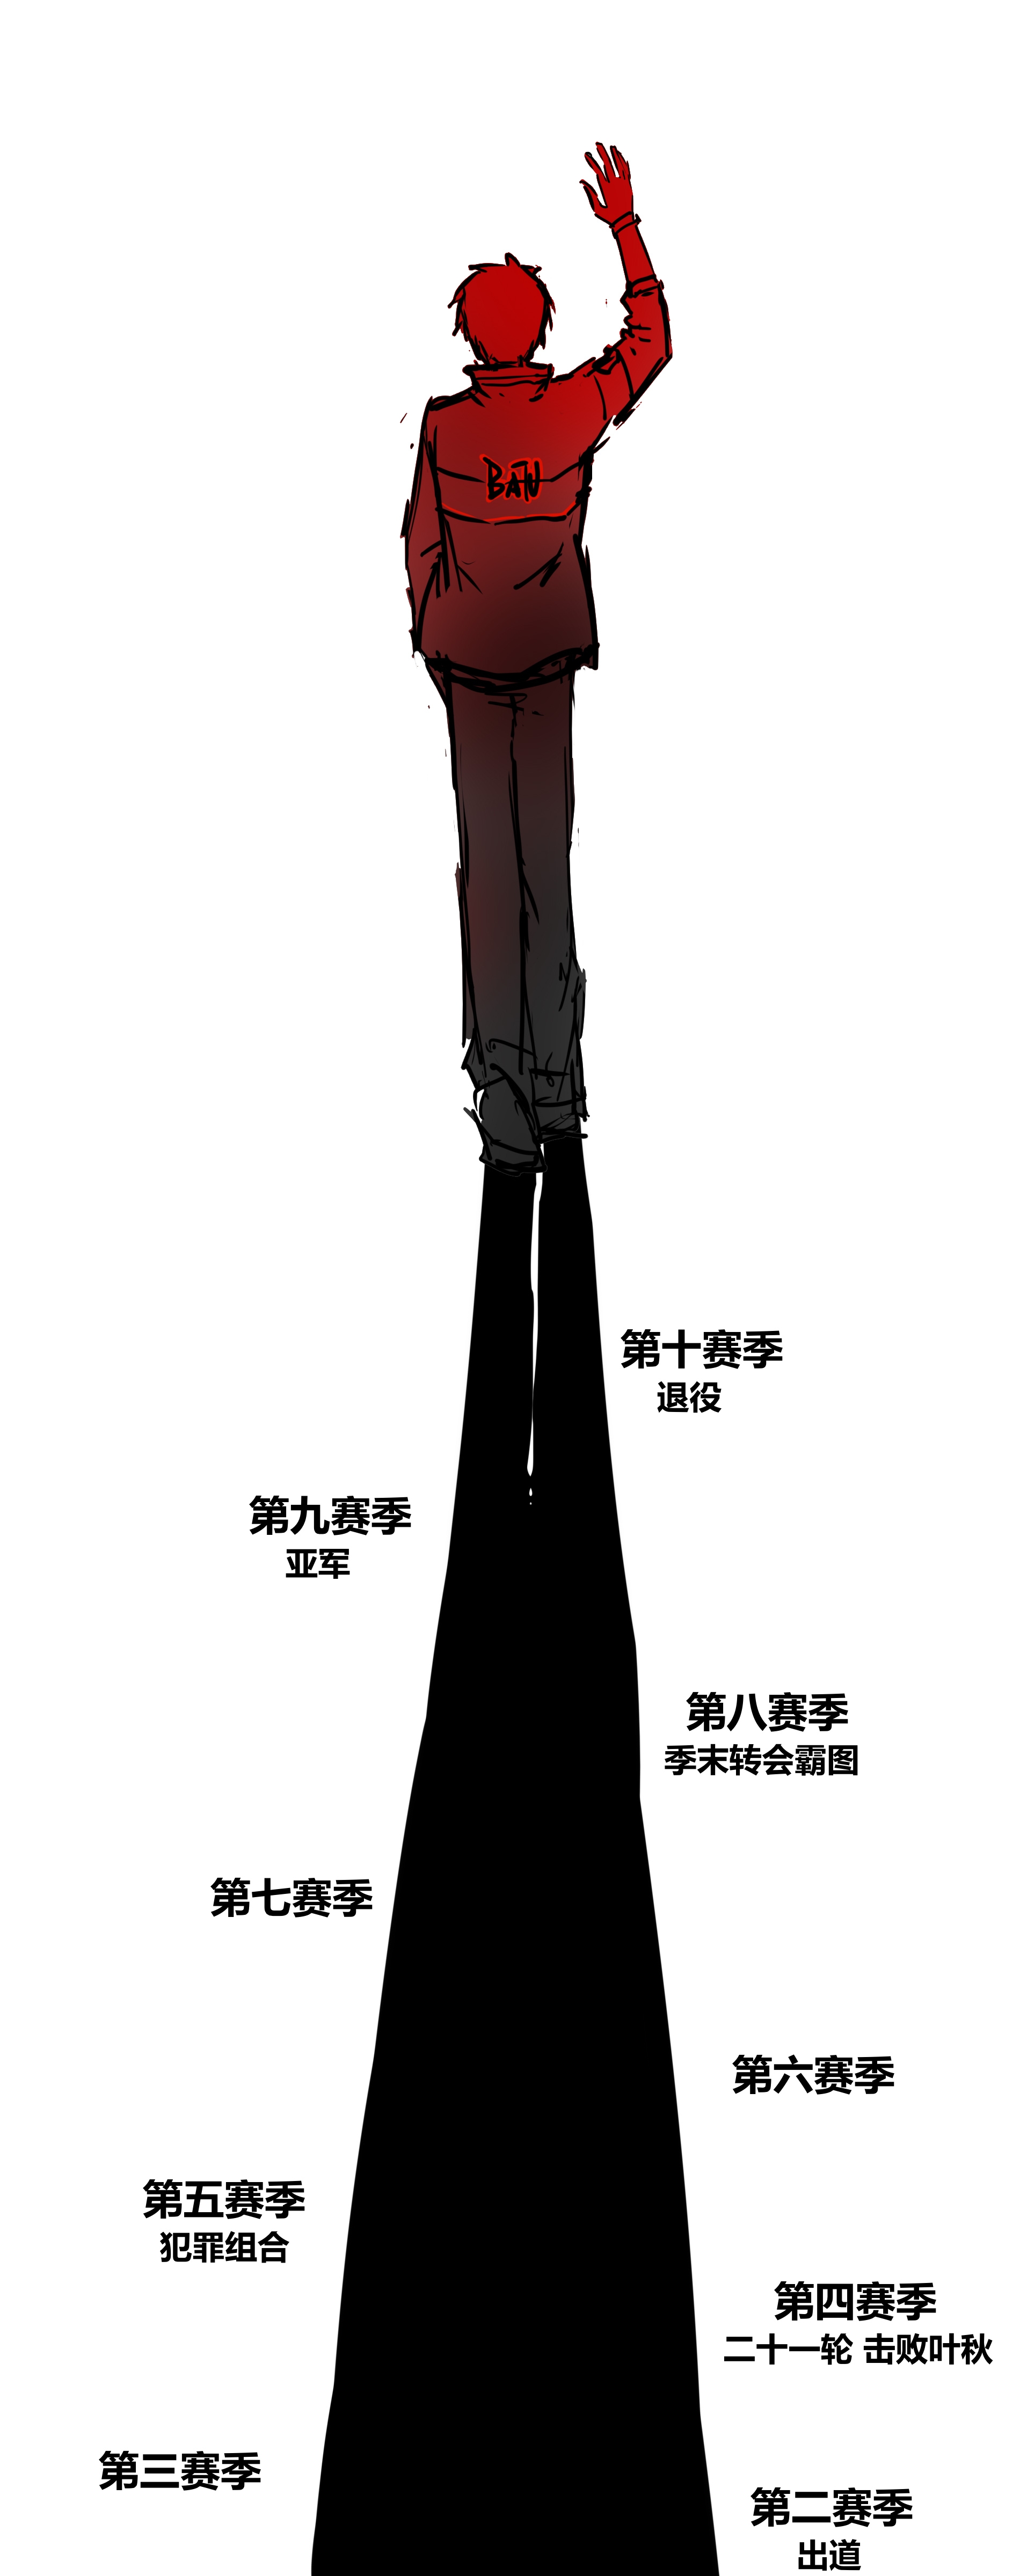 BATU
第十赛季
退役
第九赛季
亚军
第八赛季
季末转会霸图
第七赛季
第六赛季
第五赛季
犯罪组合
第四赛季
二十一轮 击败叶秋
第三赛季
第二赛季
出道